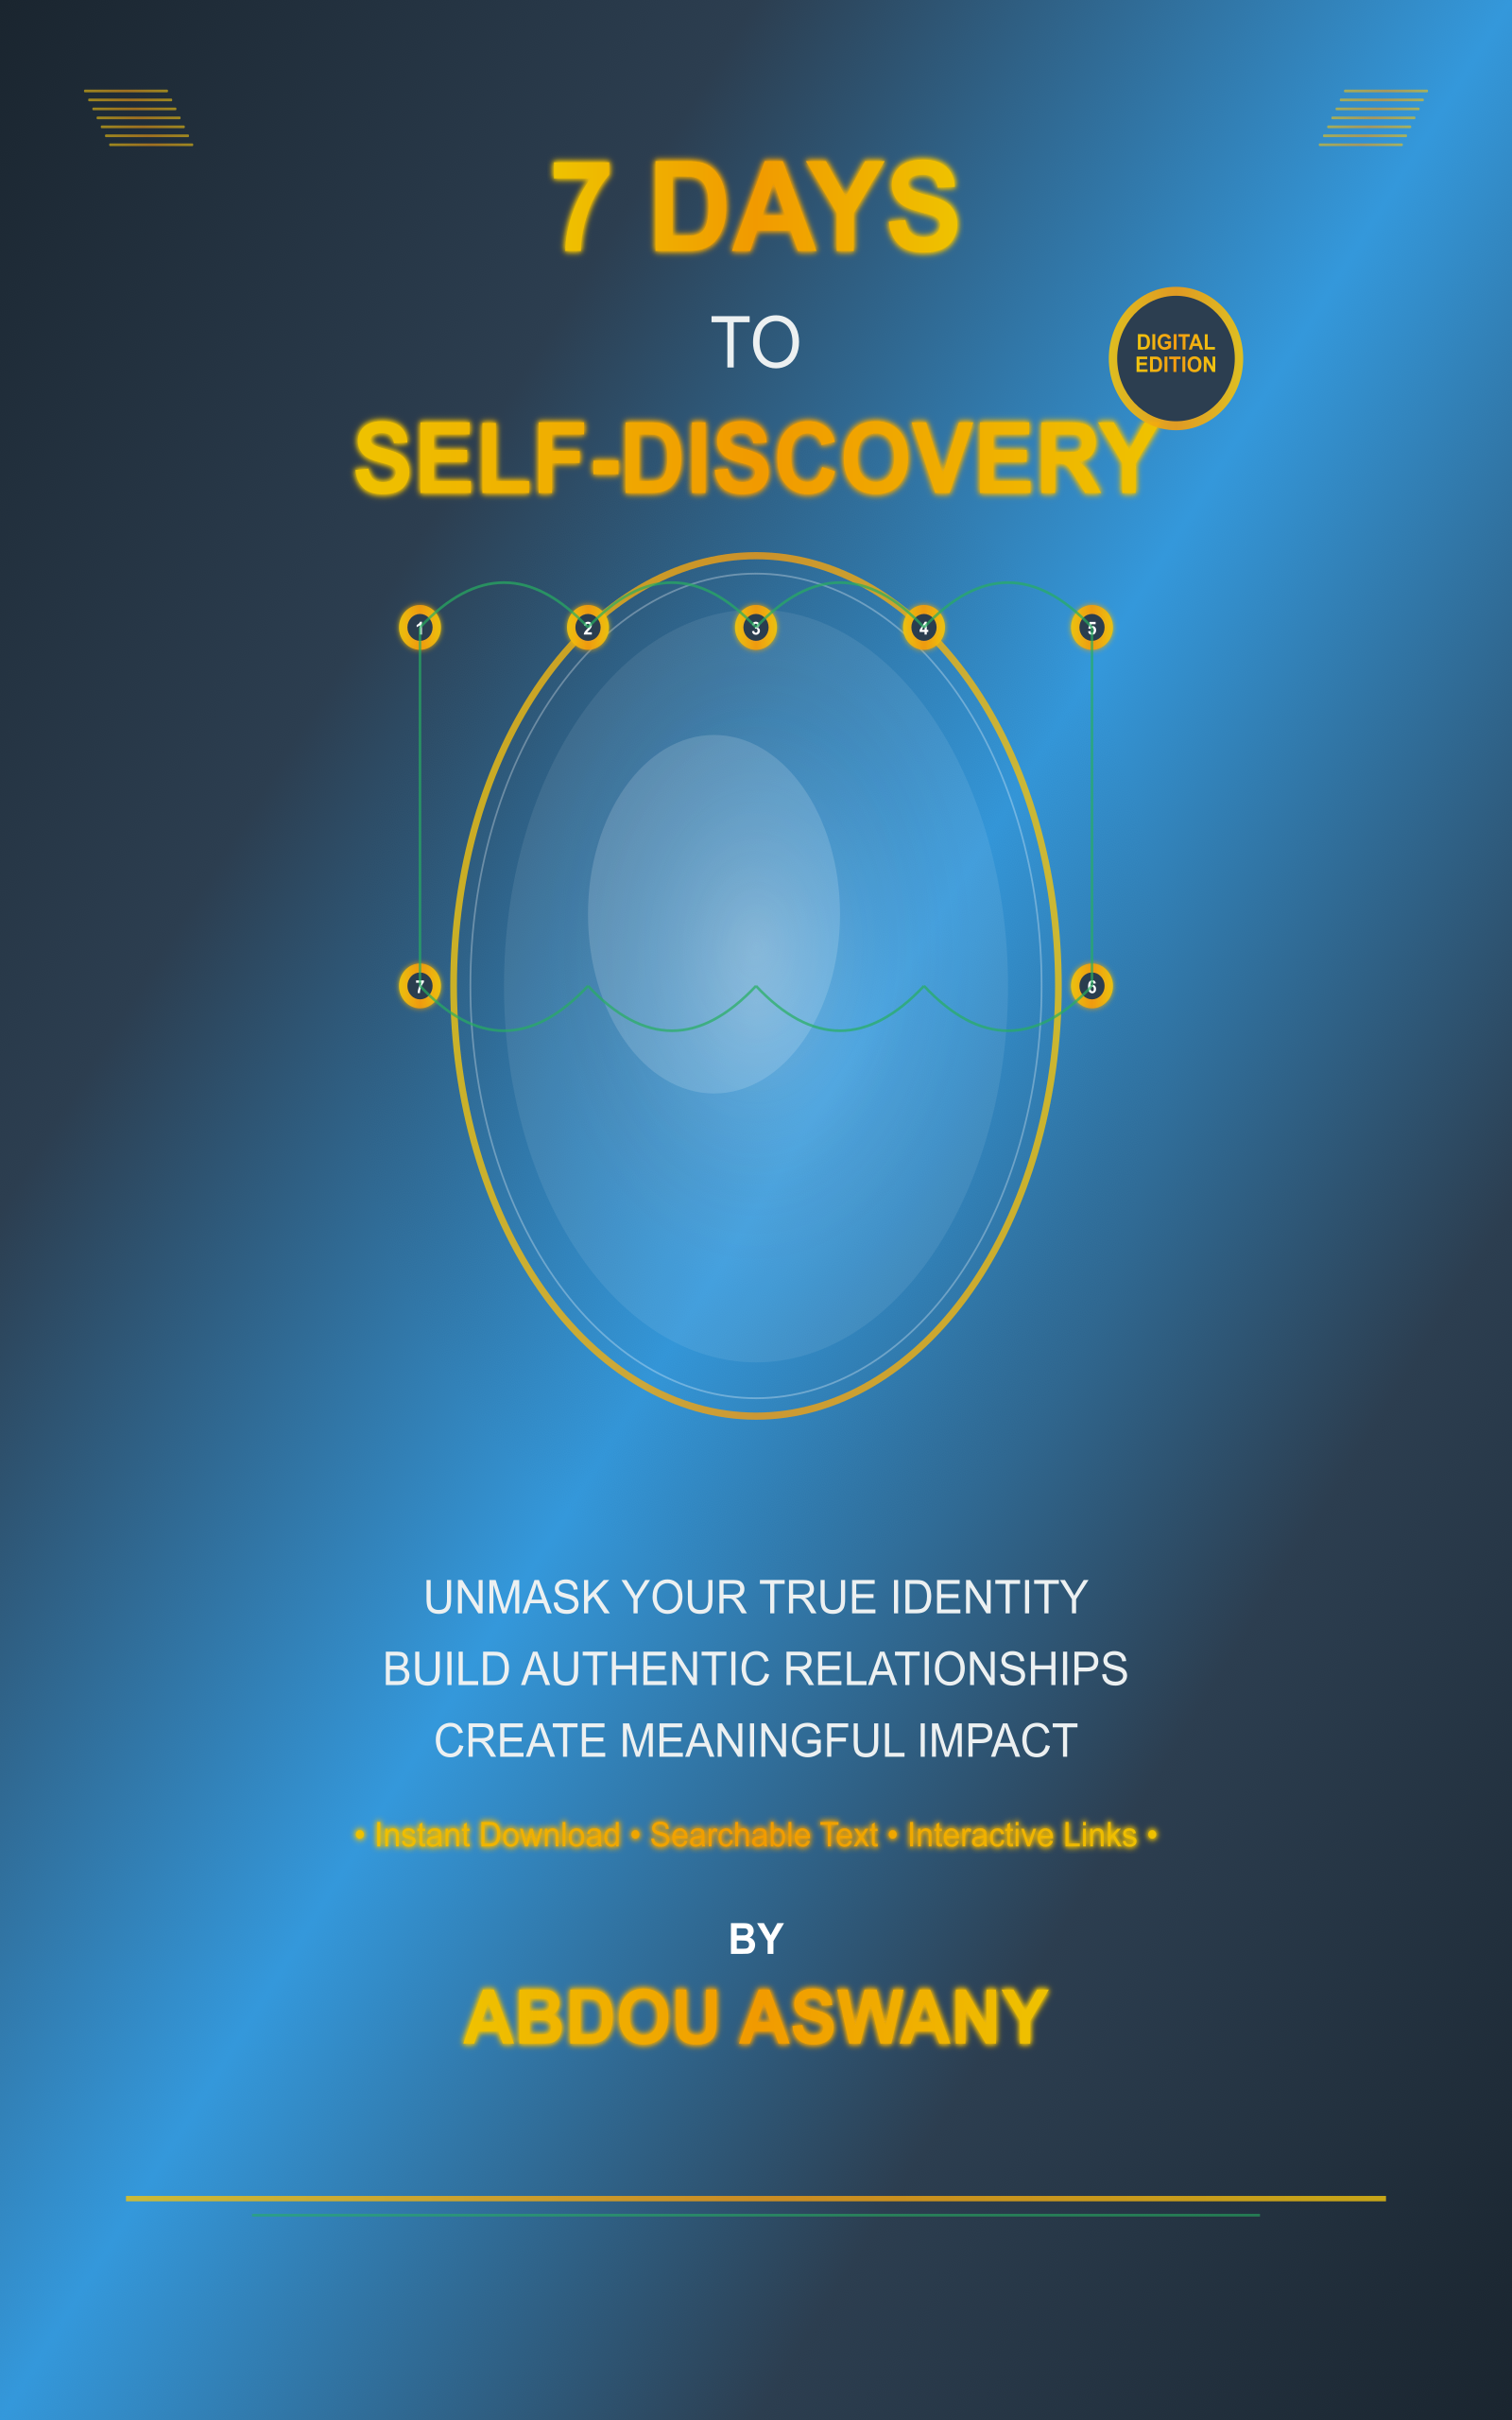 7 DAYS
TO
DIGITAL
EDITION
SELF-DISCOVERY
1
2
3
4
5
7
6
UNMASK YOUR TRUE IDENTITY
BUILD AUTHENTIC RELATIONSHIPS
CREATE MEANINGFUL IMPACT
• Instant Download • Searchable Text • Interactive Links •
BY
ABDOU ASWANY